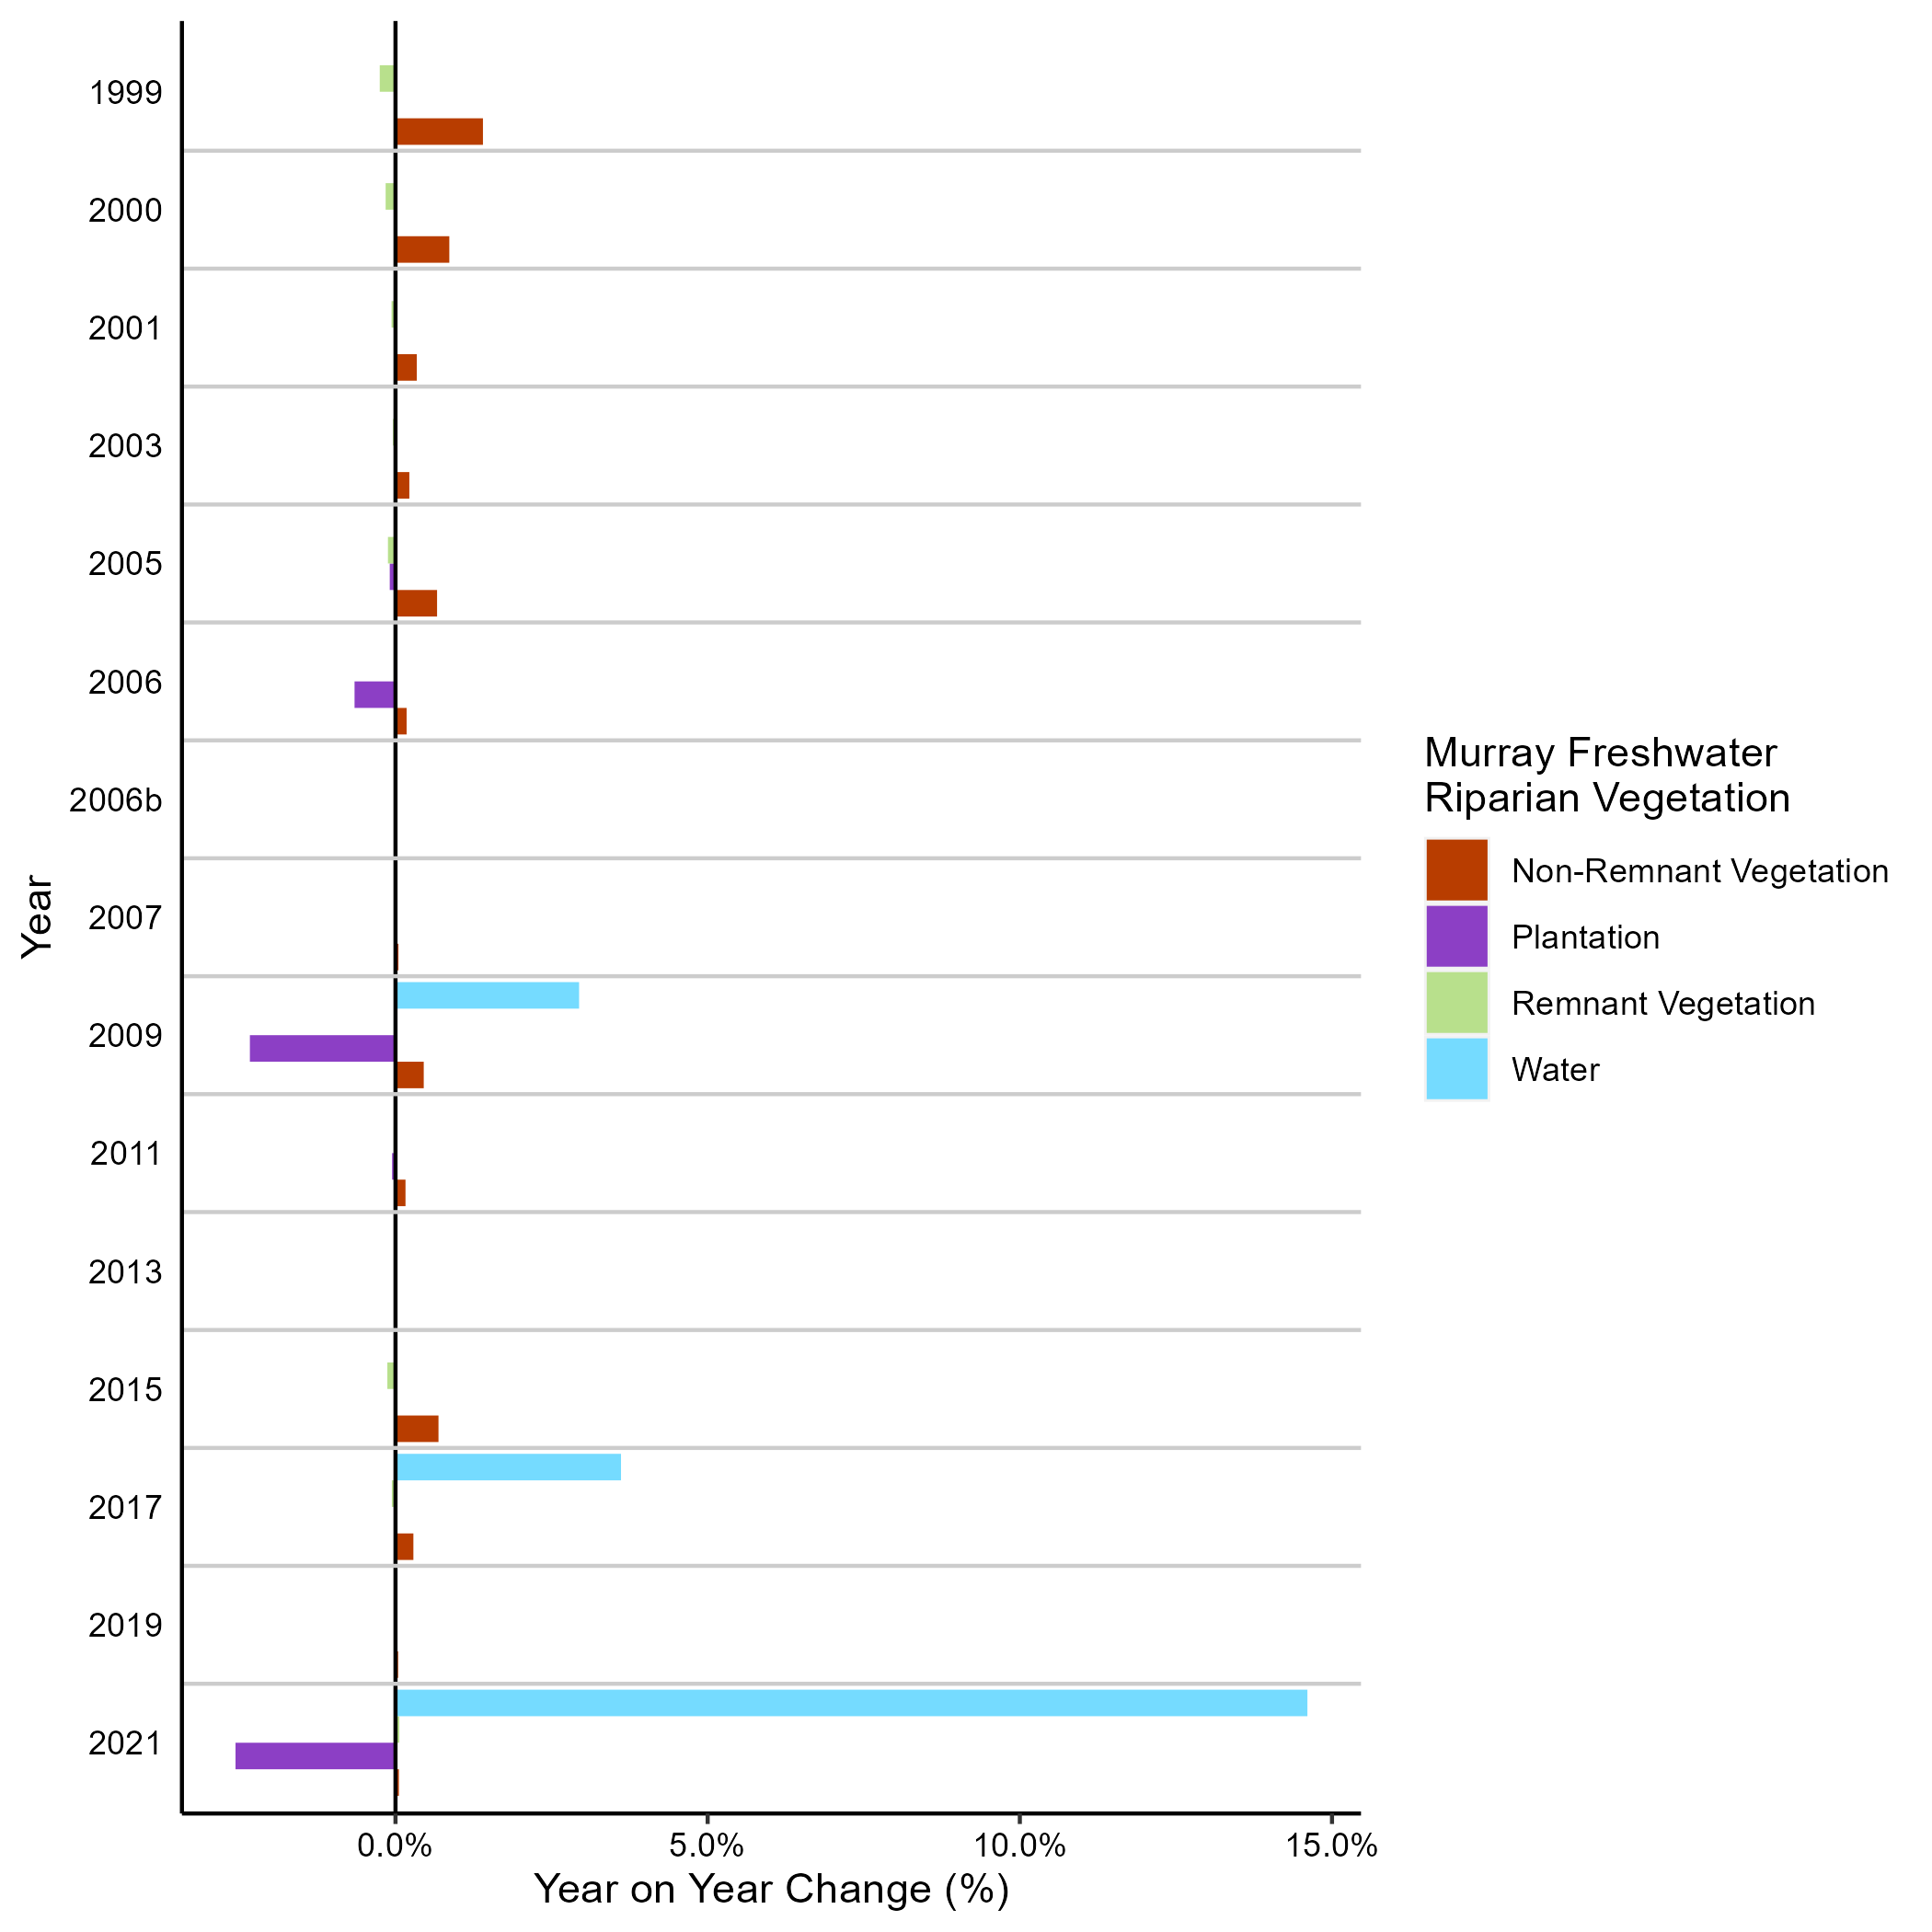 1999
2000
2001
2003
2005
2006
2006b
2007
2009
2011
2013
2015
2017
2019
2021
Year
0.0%
5.0%
10.0%
15.0%
Year on Year Change (%)
Murray Freshwater
Riparian Vegetation
Non-Remnant Vegetation
Plantation
Remnant Vegetation
Water